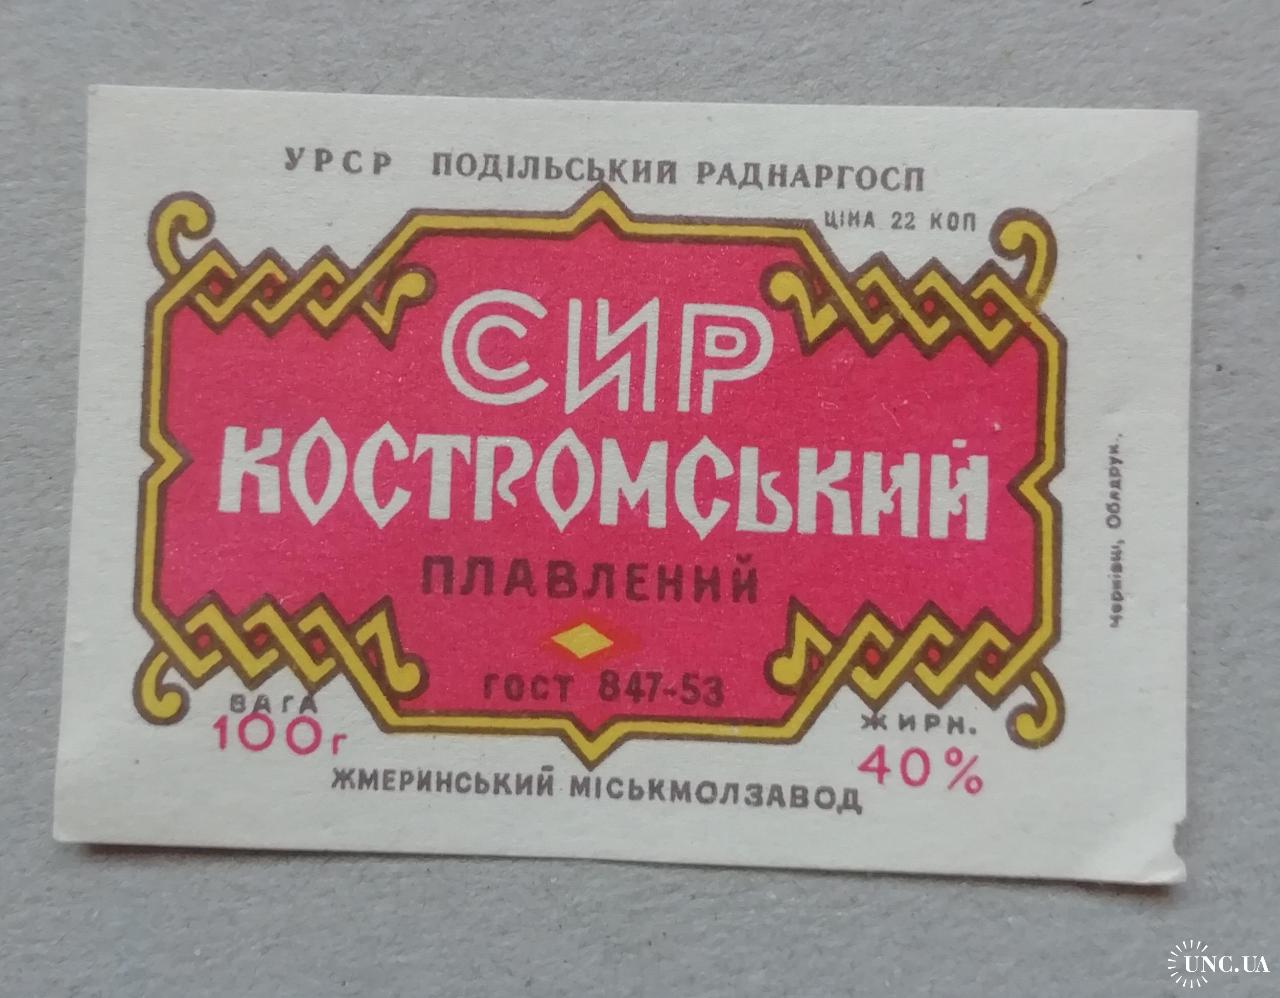 УРСР ПОДІЛЬСЬКИЙ РАДНАРГОСП
ЦІНА 22 КОП
СИР
КОСТРОМСЬКИЙ
ПЛАВЛЕНИЙ
ГОСТ 847-53
ВАГА
100г
ЖИРН.
40%
ЖМЕРИНСЬКИЙ МІСЬКМОЛЗАВОД
Чернівці, Облдрук.
UNC.UA